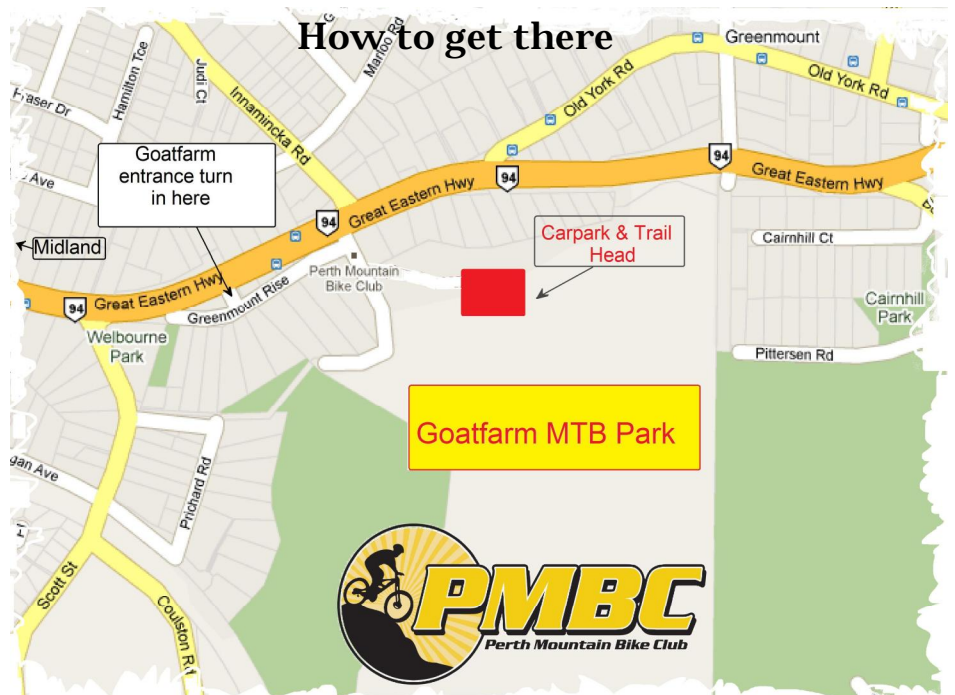 How to get there
Greenmount
Marloo Rd
Hamilton Tce
Judi Ct
Fraser Dr
Innamincka Rd
Old York Rd
Old York Rd
Goatfarm
entrance turn
in here
Ave
94
Great Eastern Hwy
94
Great Eastern Hwy
94
Great Eastern Hwy
94
Great Eastern Hwy
Midland
Carpark & Trail
Head
Cairnhill Ct
Perth Mountain
Bike Club
Greenmount Rise
Cairnhill
Park
Welbourne
Park
Pittersen Rd
Goatfarm MTB Park
gan Ave
Prichard Rd
Scott St
Coulston Rd
PMBC
Perth Mountain Bike Club